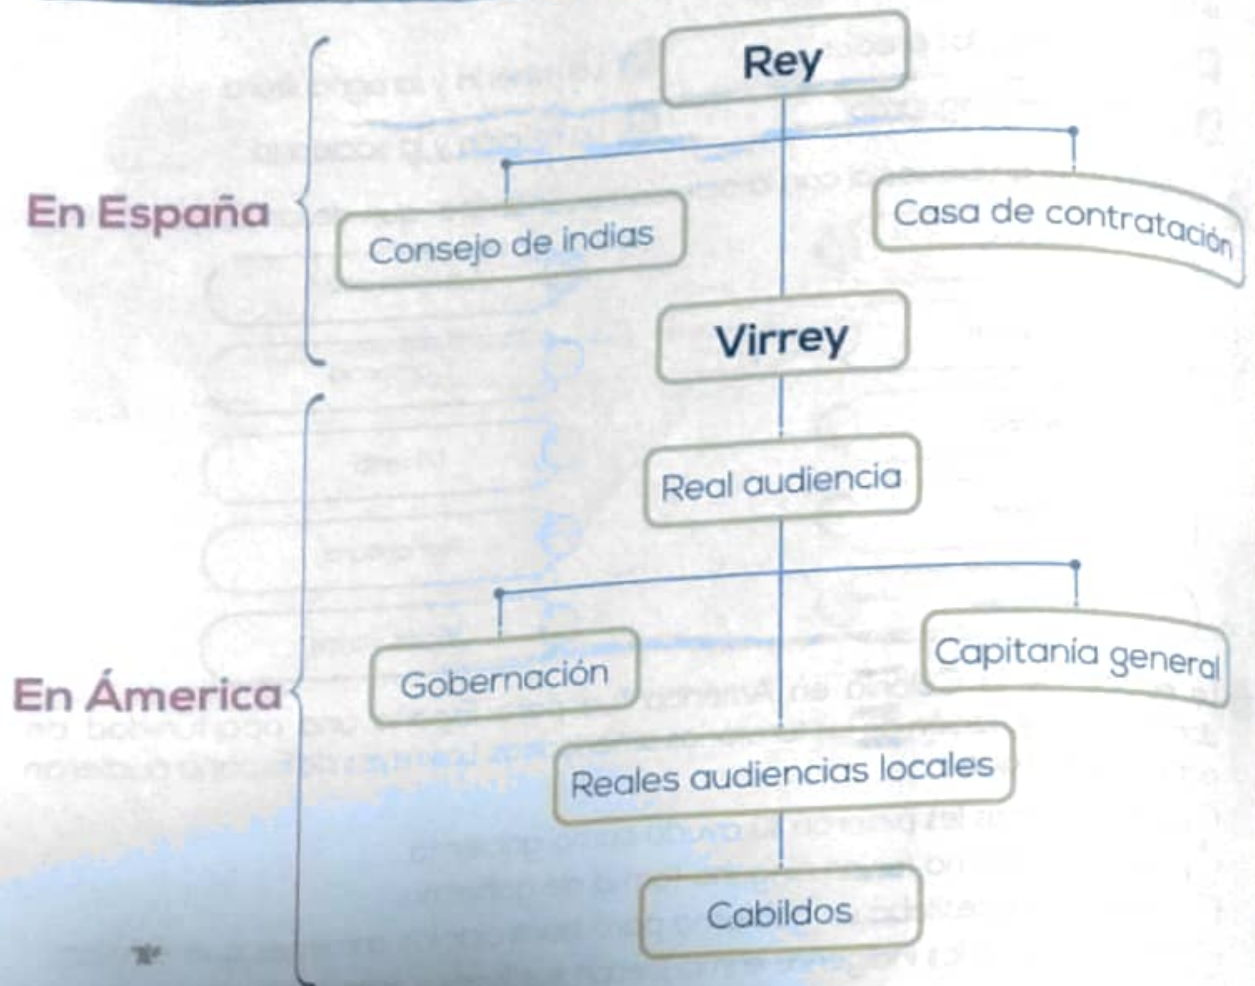 Rey
En España
Consejo de indias
Casa de contratación
Virrey
Real audiencia
En Ámerica
Gobernación
Capitanía general
Reales audiencias locales
Cabildos